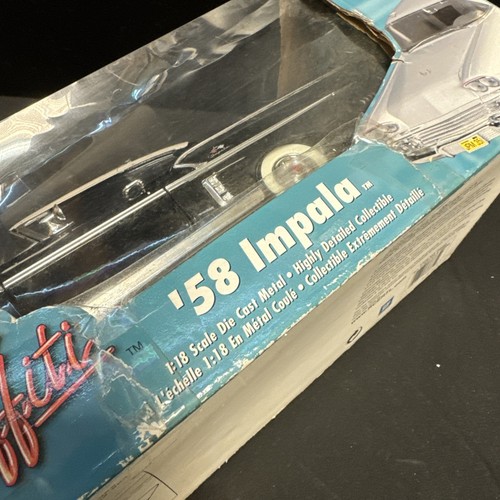 '58 Impala™
1:18 Scale Die Cast Metal • Highly Detailed Collectible
L'échelle 1:18 En Métal Coulé • Collectible Extrêmement Détaillé
ffiti™